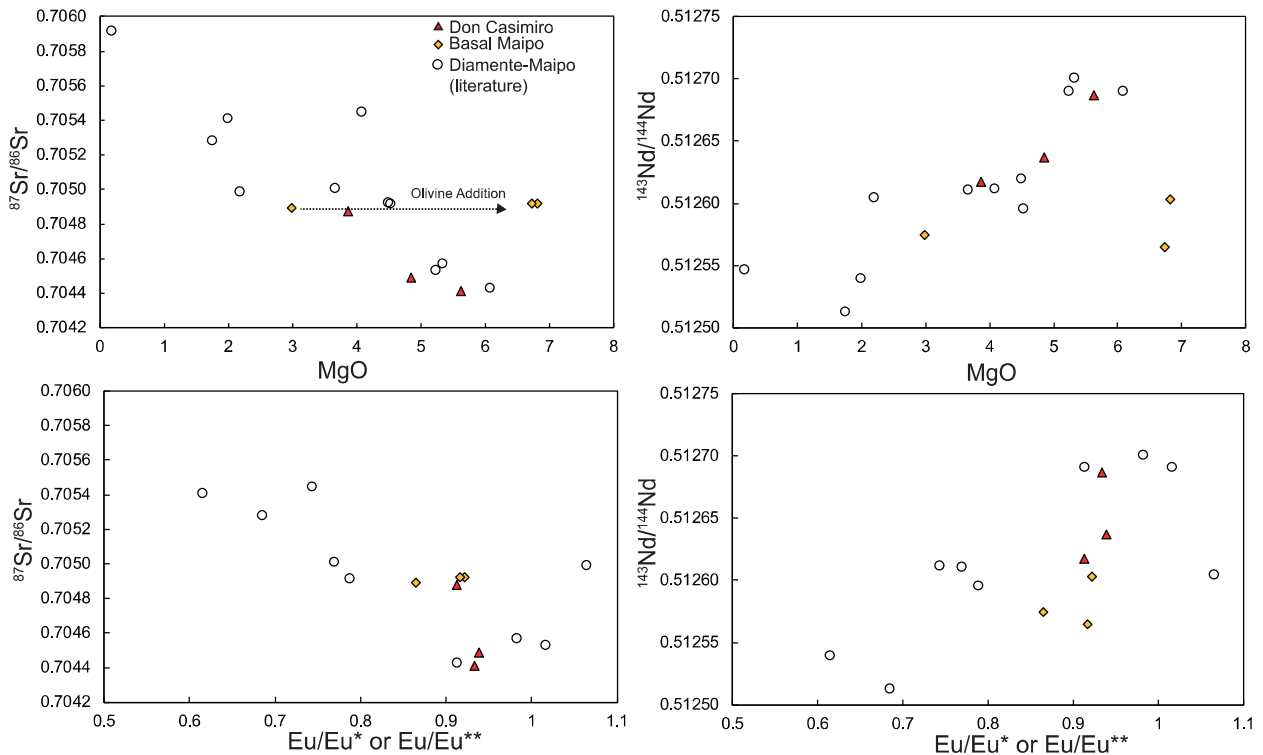 0.7060
0.7058
0.7056
0.7054
0.7052
0.7050
0.7048
0.7046
0.7044
0.7042
⁸⁷Sr/⁸⁶Sr
Don Casimiro
Basal Maipo
Diamente-Maipo
(literature)
Olivine Addition
0 1 2 3 4 5 6 7 8
MgO
0.51275
0.51270
0.51265
0.51260
0.51255
0.51250
¹⁴³Nd/¹⁴⁴Nd
0 1 2 3 4 5 6 7 8
MgO
0.7060
0.7058
0.7056
0.7054
0.7052
0.7050
0.7048
0.7046
0.7044
0.7042
⁸⁷Sr/⁸⁶Sr
0.5 0.6 0.7 0.8 0.9 1 1.1
Eu/Eu* or Eu/Eu**
0.51275
0.51270
0.51265
0.51260
0.51255
0.51250
¹⁴³Nd/¹⁴⁴Nd
0.5 0.6 0.7 0.8 0.9 1 1.1
Eu/Eu* or Eu/Eu**